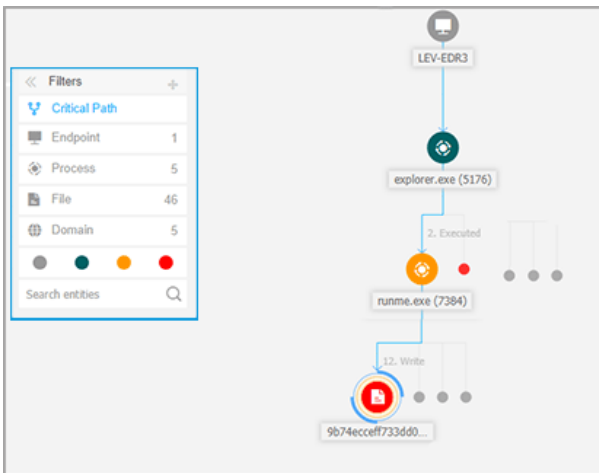 Filters
Critical Path
Endpoint 1
Process 5
File 46
Domain 5
Search entities
LEV-EDR3
explorer.exe (5176)
2. Executed
runme.exe (7384)
12. Write
9b74ecceff733dd0...